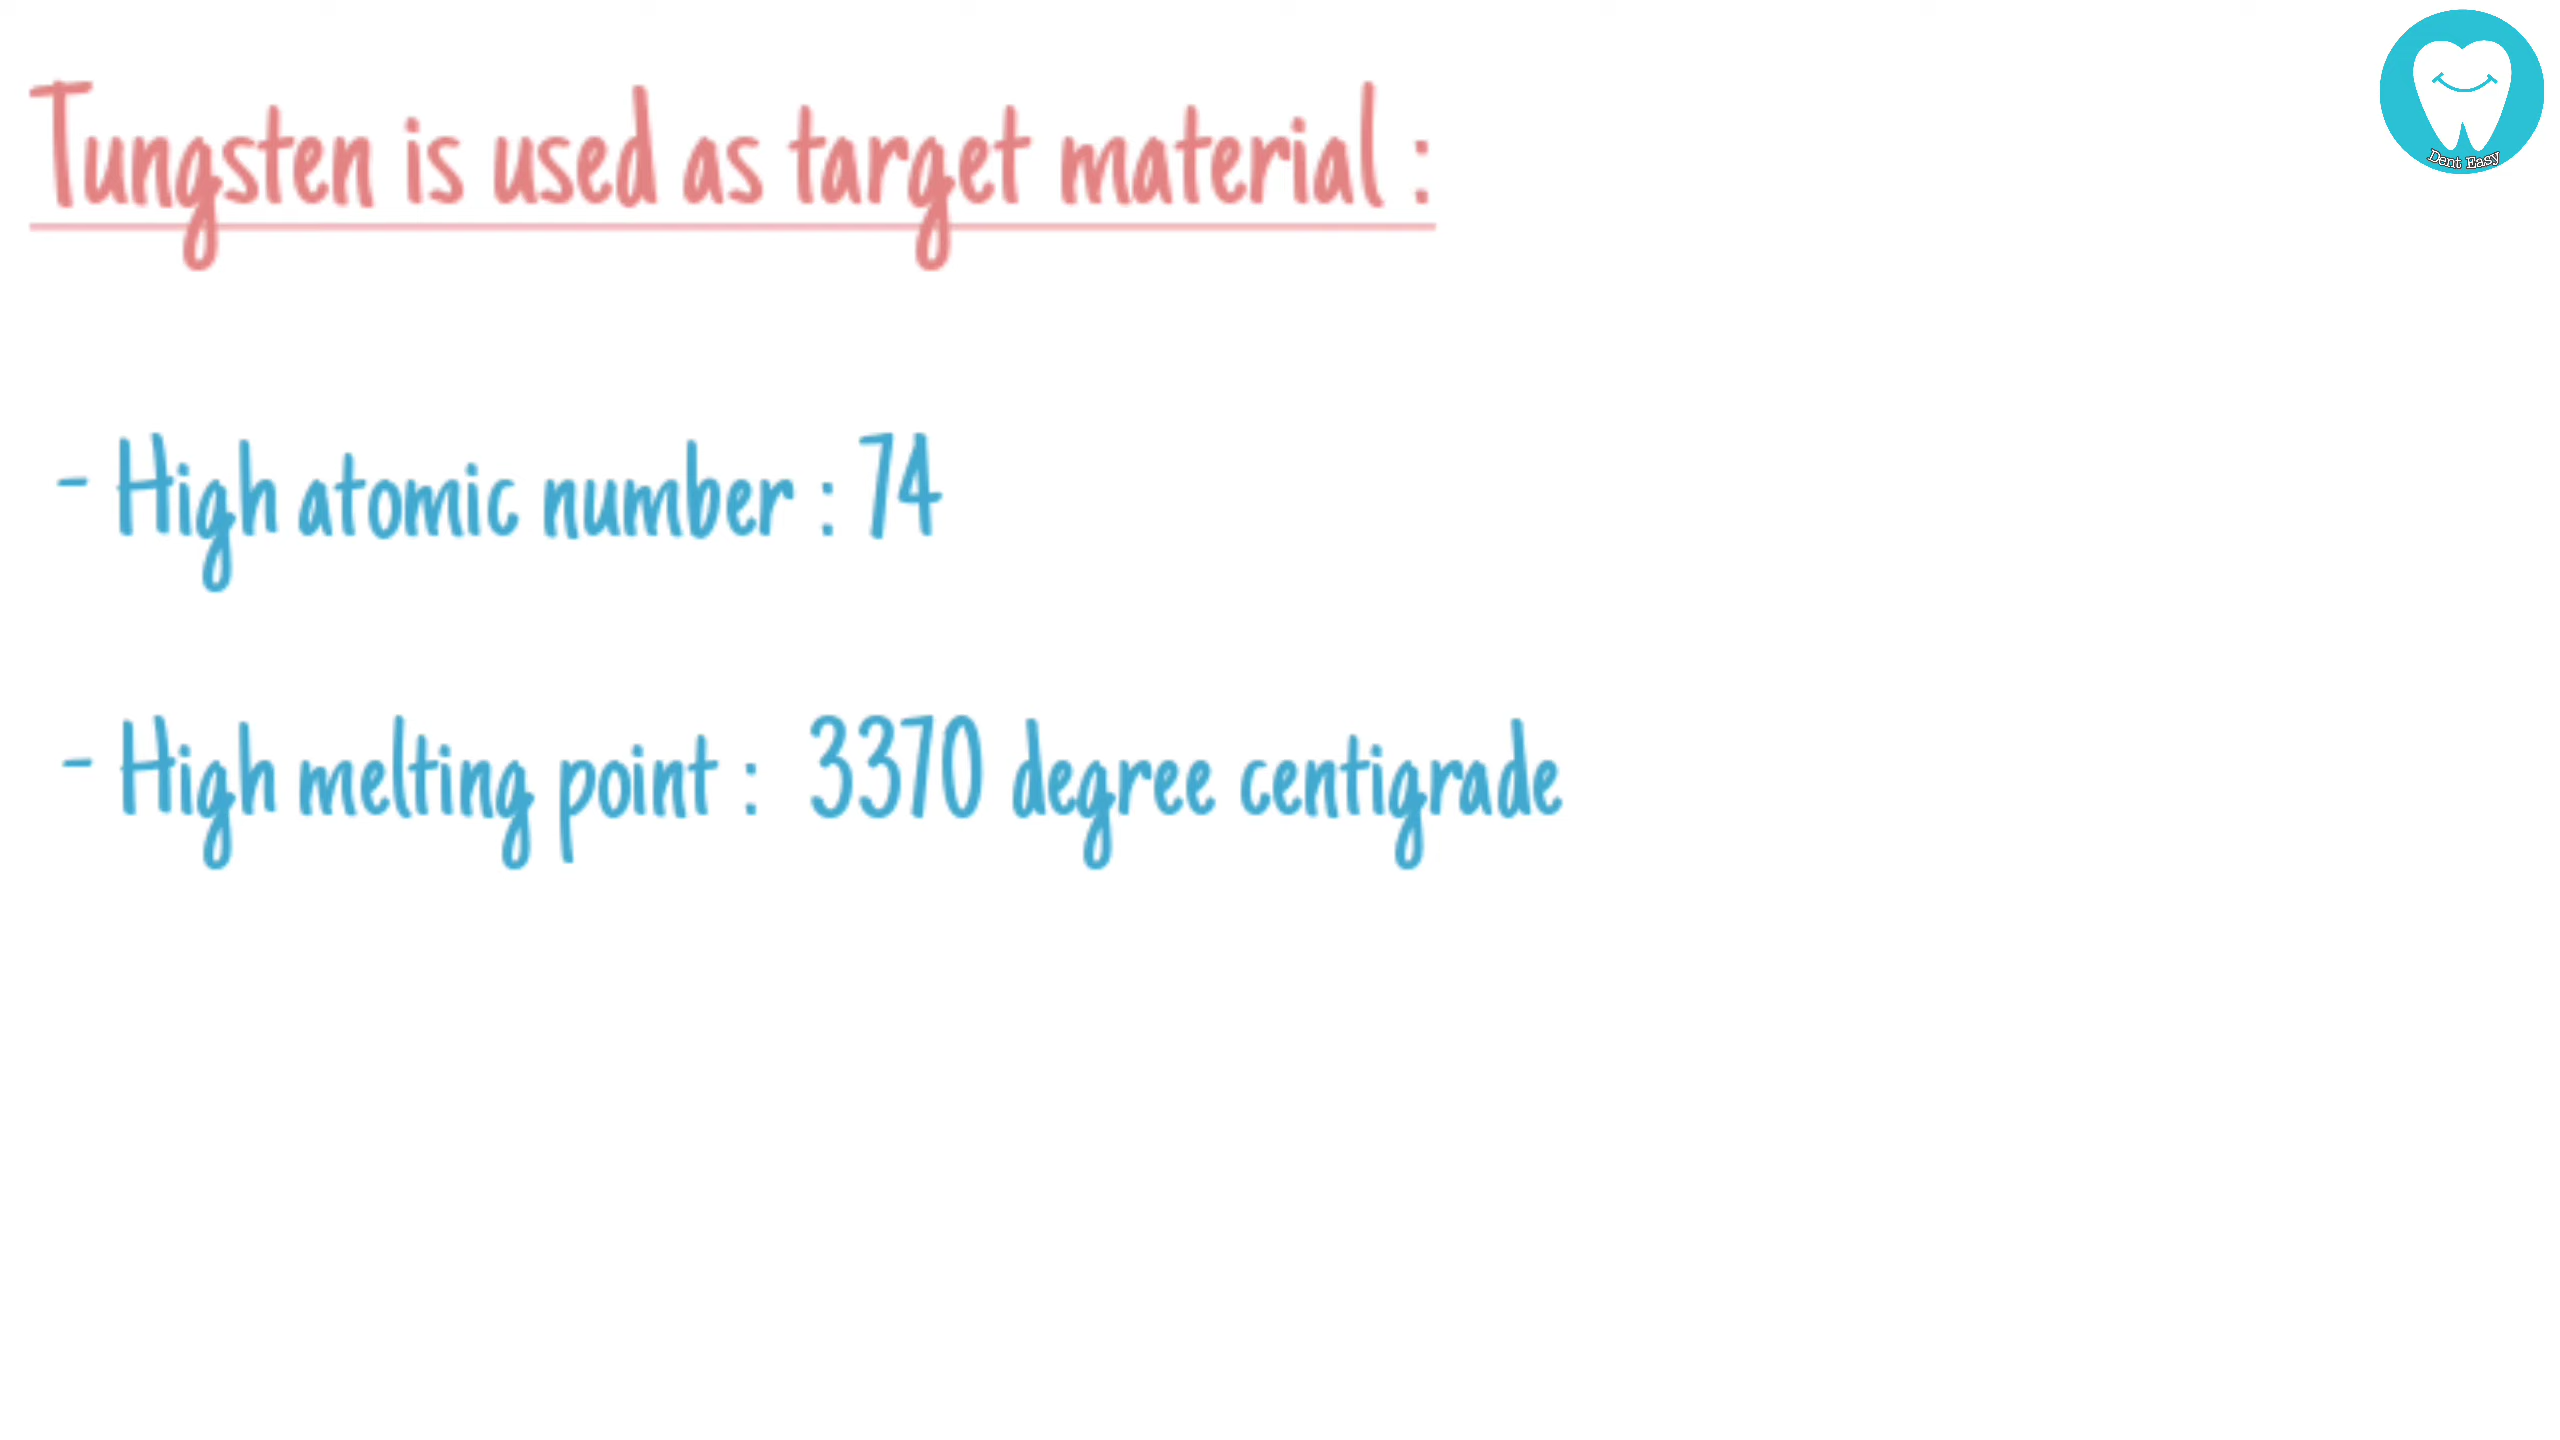 Tungsten is used as target material :
Dent Easy
- High atomic number : 74
- High melting point : 3370 degree centigrade